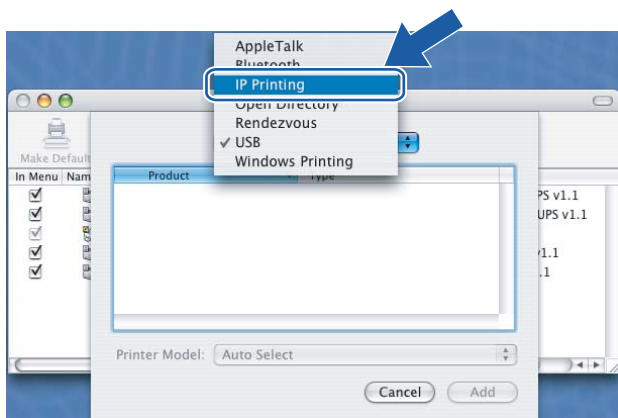 AppleTalk
Bluetooth
IP Printing
Open Directory
Rendezvous
✓ USB
Windows Printing
Make Default
In Menu Nam
Product Type
PS v1.1
UPS v1.1
v1.1
.1
Printer Model: Auto Select
Cancel Add